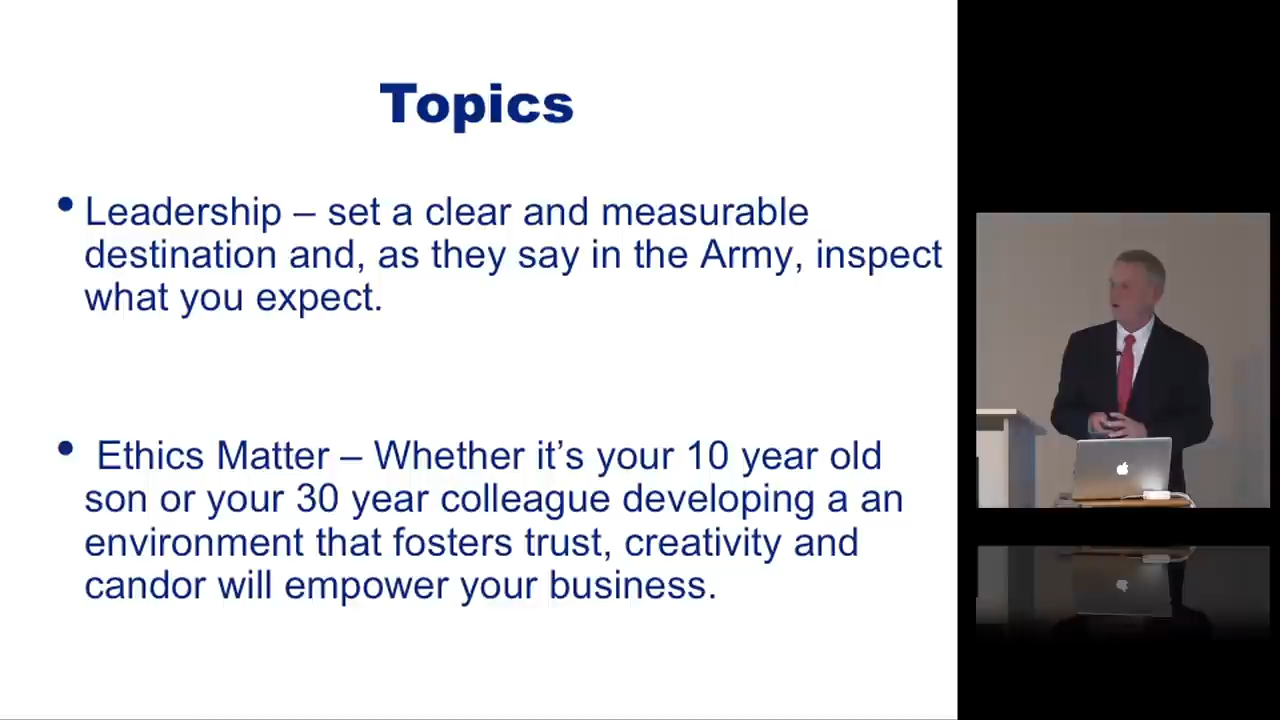 Topics
• Leadership – set a clear and measurable
destination and, as they say in the Army, inspect
what you expect.
• Ethics Matter – Whether it’s your 10 year old
son or your 30 year colleague developing a an
environment that fosters trust, creativity and
candor will empower your business.